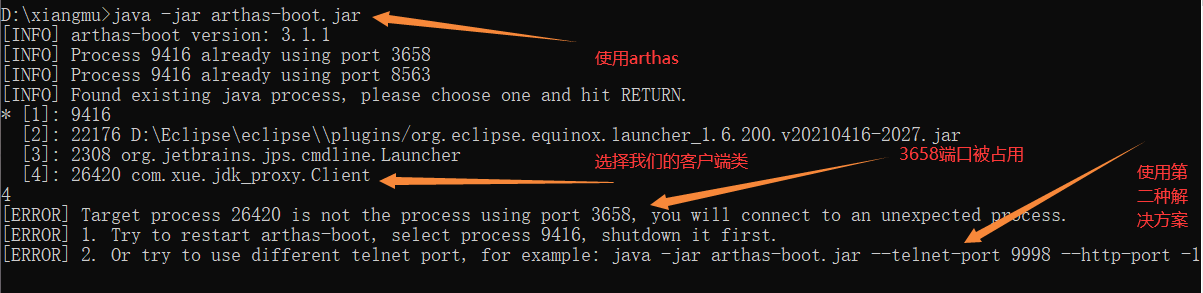 D:\xiangmu>java -jar arthas-boot.jar
[INFO] arthas-boot version: 3.1.1
使用arthas
[INFO] Process 9416 already using port 3658
[INFO] Process 9416 already using port 8563
[INFO] Found existing java process, please choose one and hit RETURN.
* [1]: 9416
[2]: 22176 D:\Eclipse\eclipse\\plugins/org.eclipse.equinox.launcher_1.6.200.v20210416-2027.jar
[3]: 2308 org.jetbrains.jps.cmdline.Launcher
选择我们的客户端类
3658端口被占用
[4]: 26420 com.xue.jdk_proxy.Client
使用第
二种解
决方案
4
[ERROR] Target process 26420 is not the process using port 3658, you will connect to an unexpected process.
[ERROR] 1. Try to restart arthas-boot, select process 9416, shutdown it first.
[ERROR] 2. Or try to use different telnet port, for example: java -jar arthas-boot.jar --telnet-port 9998 --http-port -1